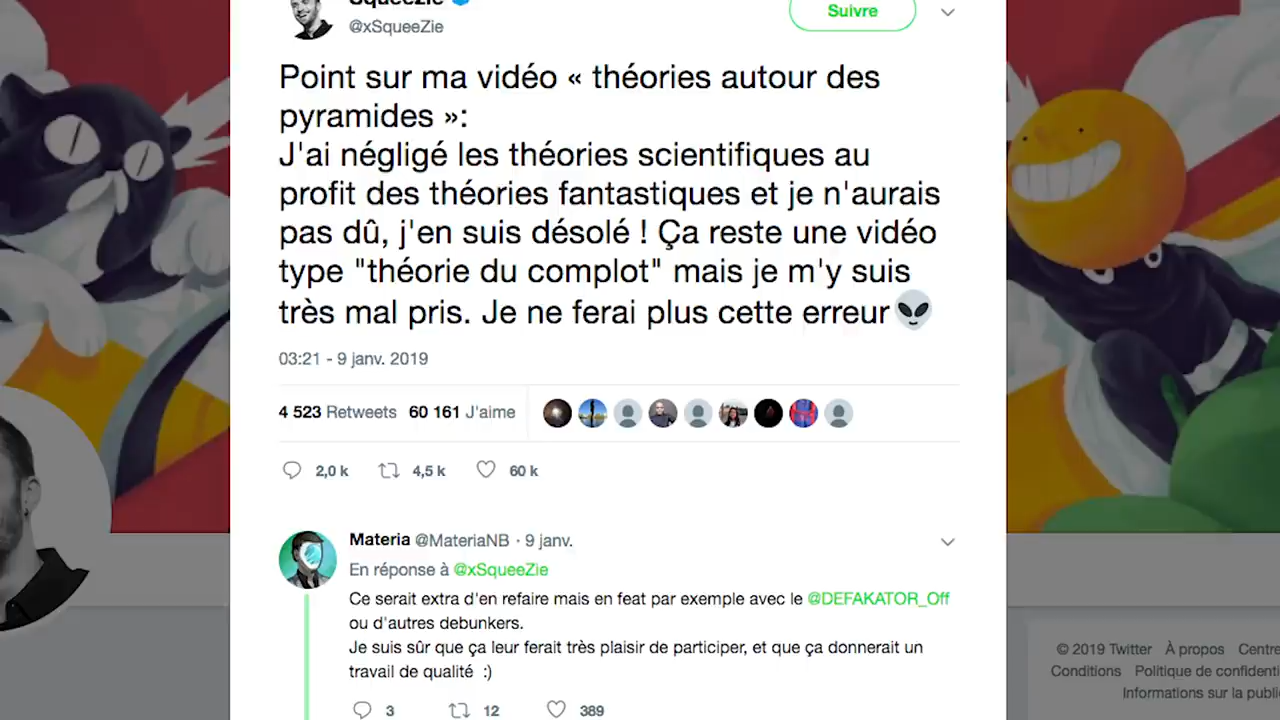 SqueeZie
@xSqueeZie
Suivre
Point sur ma vidéo « théories autour des
pyramides »:
J'ai négligé les théories scientifiques au
profit des théories fantastiques et je n'aurais
pas dû, j'en suis désolé ! Ça reste une vidéo
type "théorie du complot" mais je m'y suis
très mal pris. Je ne ferai plus cette erreur👽
03:21 - 9 janv. 2019
4 523 Retweets 60 161 J'aime
2,0 k 4,5 k 60 k
Materia @MateriaNB · 9 janv.
En réponse à @xSqueeZie
Ce serait extra d'en refaire mais en feat par exemple avec le @DEFAKATOR_Off
ou d'autres debunkers.
Je suis sûr que ça leur ferait très plaisir de participer, et que ça donnerait un
travail de qualité :)
3 12 389
© 2019 Twitter À propos Centre
Conditions Politique de confidenti
Informations sur la public